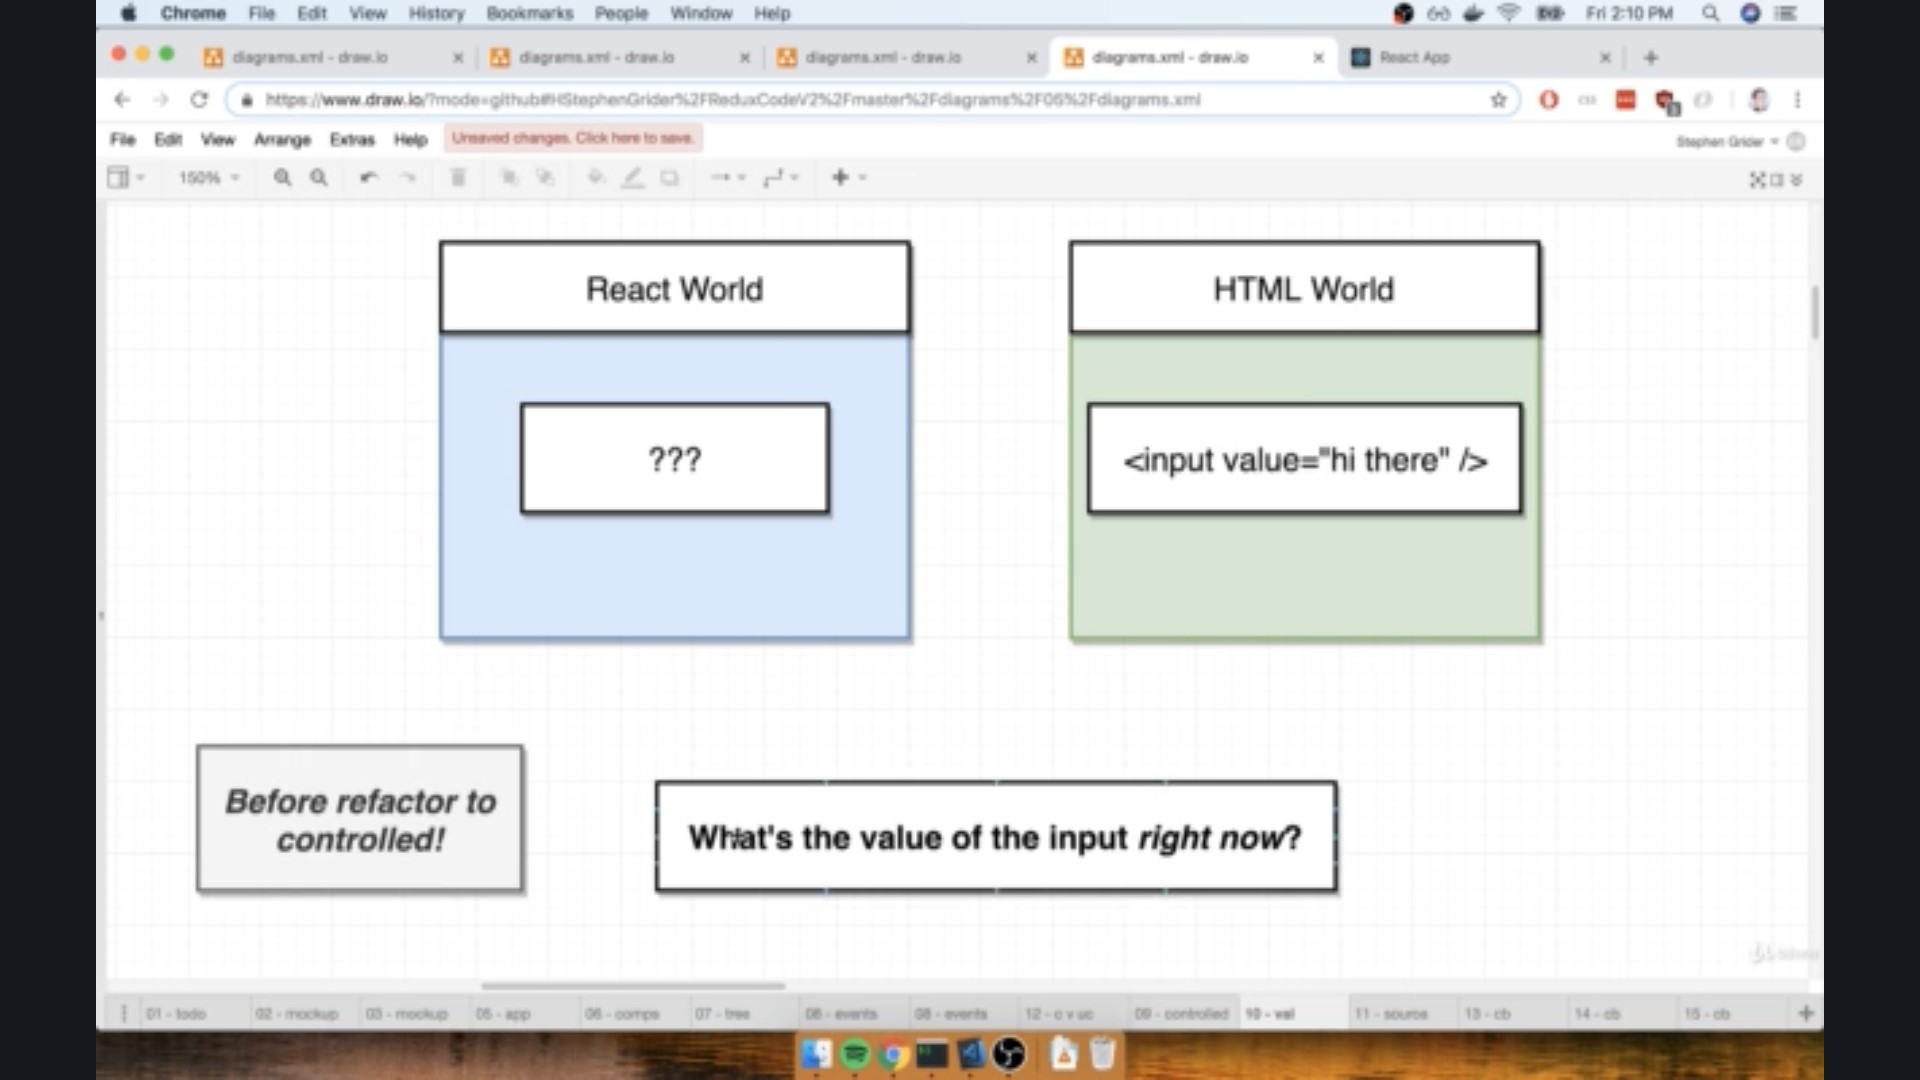 Chrome File Edit View History Bookmarks People Window Help Fri 2:10 PM
diagrams.xml - draw.io diagrams.xml - draw.io diagrams.xml - draw.io diagrams.xml - draw.io React App
https://www.draw.io/?mode=github#HStephenGrider%2FReduxCodeV2%2Fmaster%2Fdiagrams%2F06%2Fdiagrams.xml
File Edit View Arrange Extras Help Unsaved changes. Click here to save. Stephen Grider
150%
React World
HTML World
???
<input value="hi there" />
Before refactor to
controlled!
What's the value of the input right now?
01 - todo 02 - mockup 03 - mockup 05 - app 06 - comps 07 - tree 08 - events 08 - events 12 - c v uc 09 - controlled 10 - val 11 - source 13 - cb 14 - cb 15 - cb